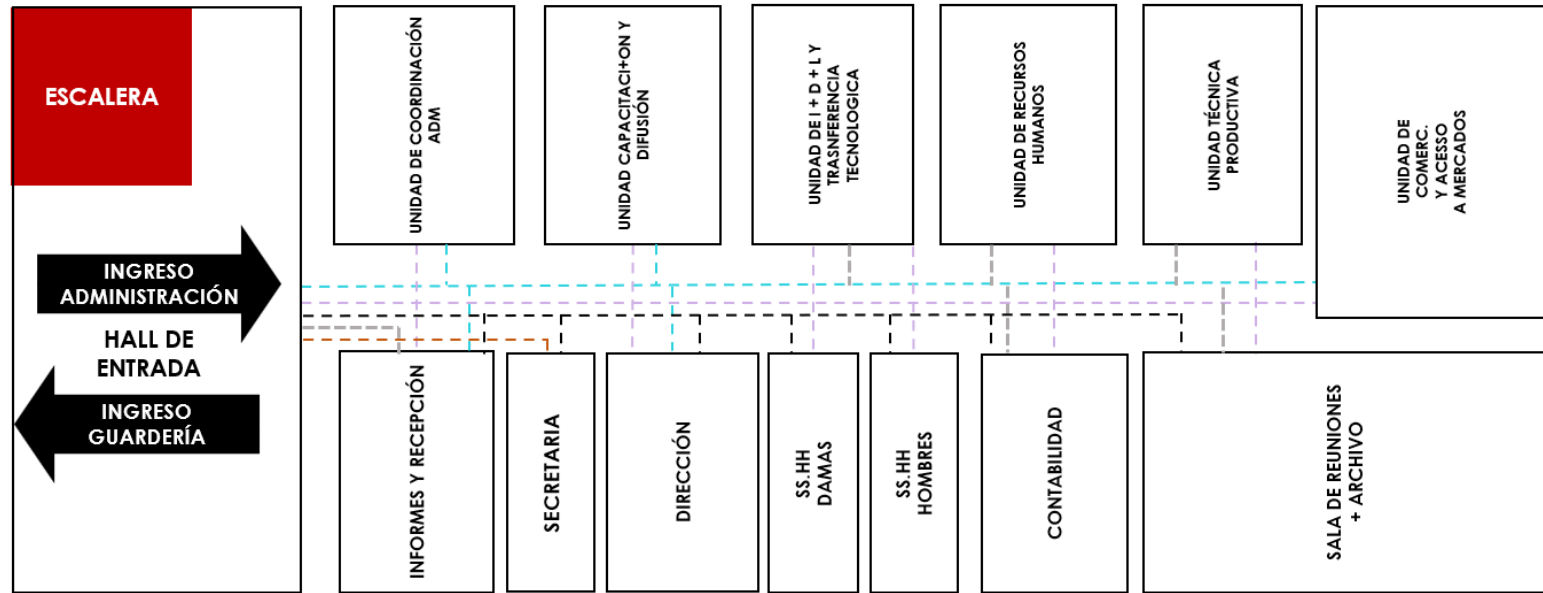 ESCALERA
INGRESO
ADMINISTRACIÓN
HALL DE
ENTRADA
INGRESO
GUARDERÍA
UNIDAD DE COORDINACIÓN
ADM
UNIDAD CAPACITACI+ON Y
DIFUSIÓN
UNIDAD DE I + D + L Y
TRASNFERENCIA
TECNOLOGICA
UNIDAD DE RECURSOS
HUMANOS
UNIDAD TÉCNICA
PRODUCTIVA
UNIDAD DE
COMERC.
Y ACESSO
A MERCADOS
INFORMES Y RECEPCIÓN
SECRETARIA
DIRECCIÓN
SS.HH
DAMAS
SS.HH
HOMBRES
CONTABILIDAD
SALA DE REUNIONES
+ ARCHIVO